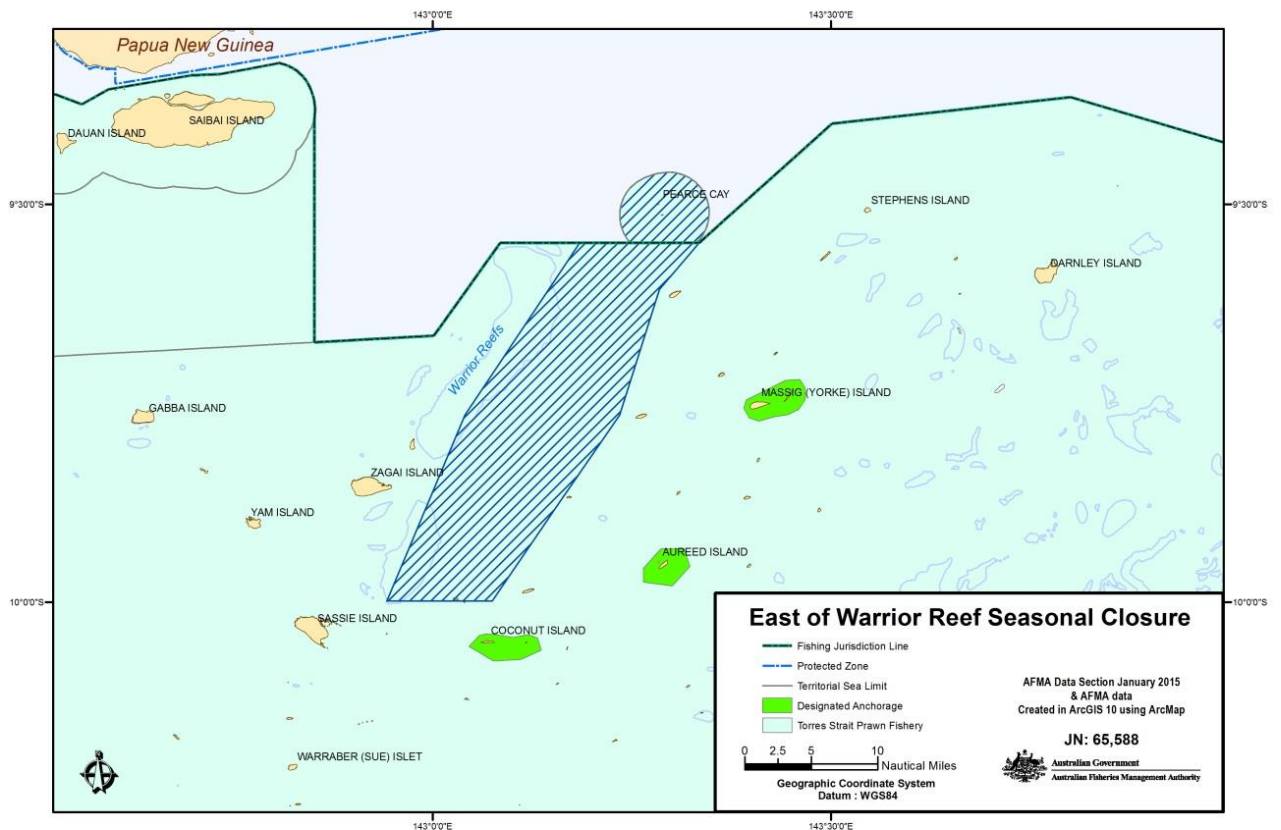 143°0'0"E
143°30'0"E
Papua New Guinea
SAIBAI ISLAND
DAUAN ISLAND
PEARCE CAY
9°30'0"S
9°30'0"S
STEPHENS ISLAND
DARNLEY ISLAND
Warrior Reefs
MASSIG (YORKE) ISLAND
GABBA ISLAND
ZAGAI ISLAND
YAM ISLAND
AUREED ISLAND
10°0'0"S
10°0'0"S
SASSIE ISLAND
COCONUT ISLAND
WARRABER (SUE) ISLET
East of Warrior Reef Seasonal Closure
Fishing Jurisdiction Line
Protected Zone
Territorial Sea Limit
Designated Anchorage
Torres Strait Prawn Fishery
AFMA Data Section January 2015
& AFMA data
Created in ArcGIS 10 using ArcMap
JN: 65,588
0 2.5 5 10
Nautical Miles
Geographic Coordinate System
Datum : WGS84
Australian Government
Australian Fisheries Management Authority
143°0'0"E
143°30'0"E